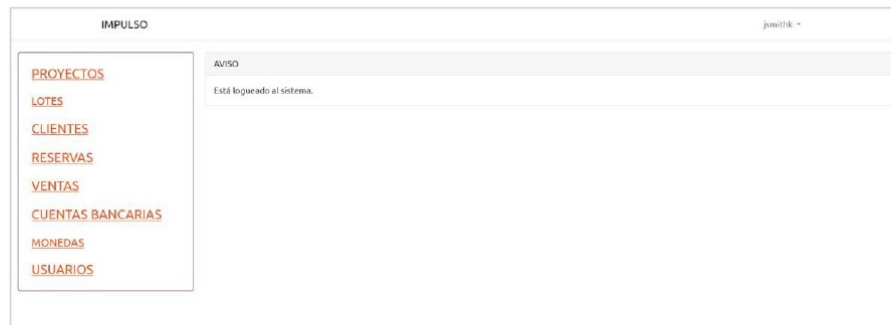 IMPULSO
jsmithk
PROYECTOS
LOTES
CLIENTES
RESERVAS
VENTAS
CUENTAS BANCARIAS
MONEDAS
USUARIOS
AVISO
Está logueado al sistema.